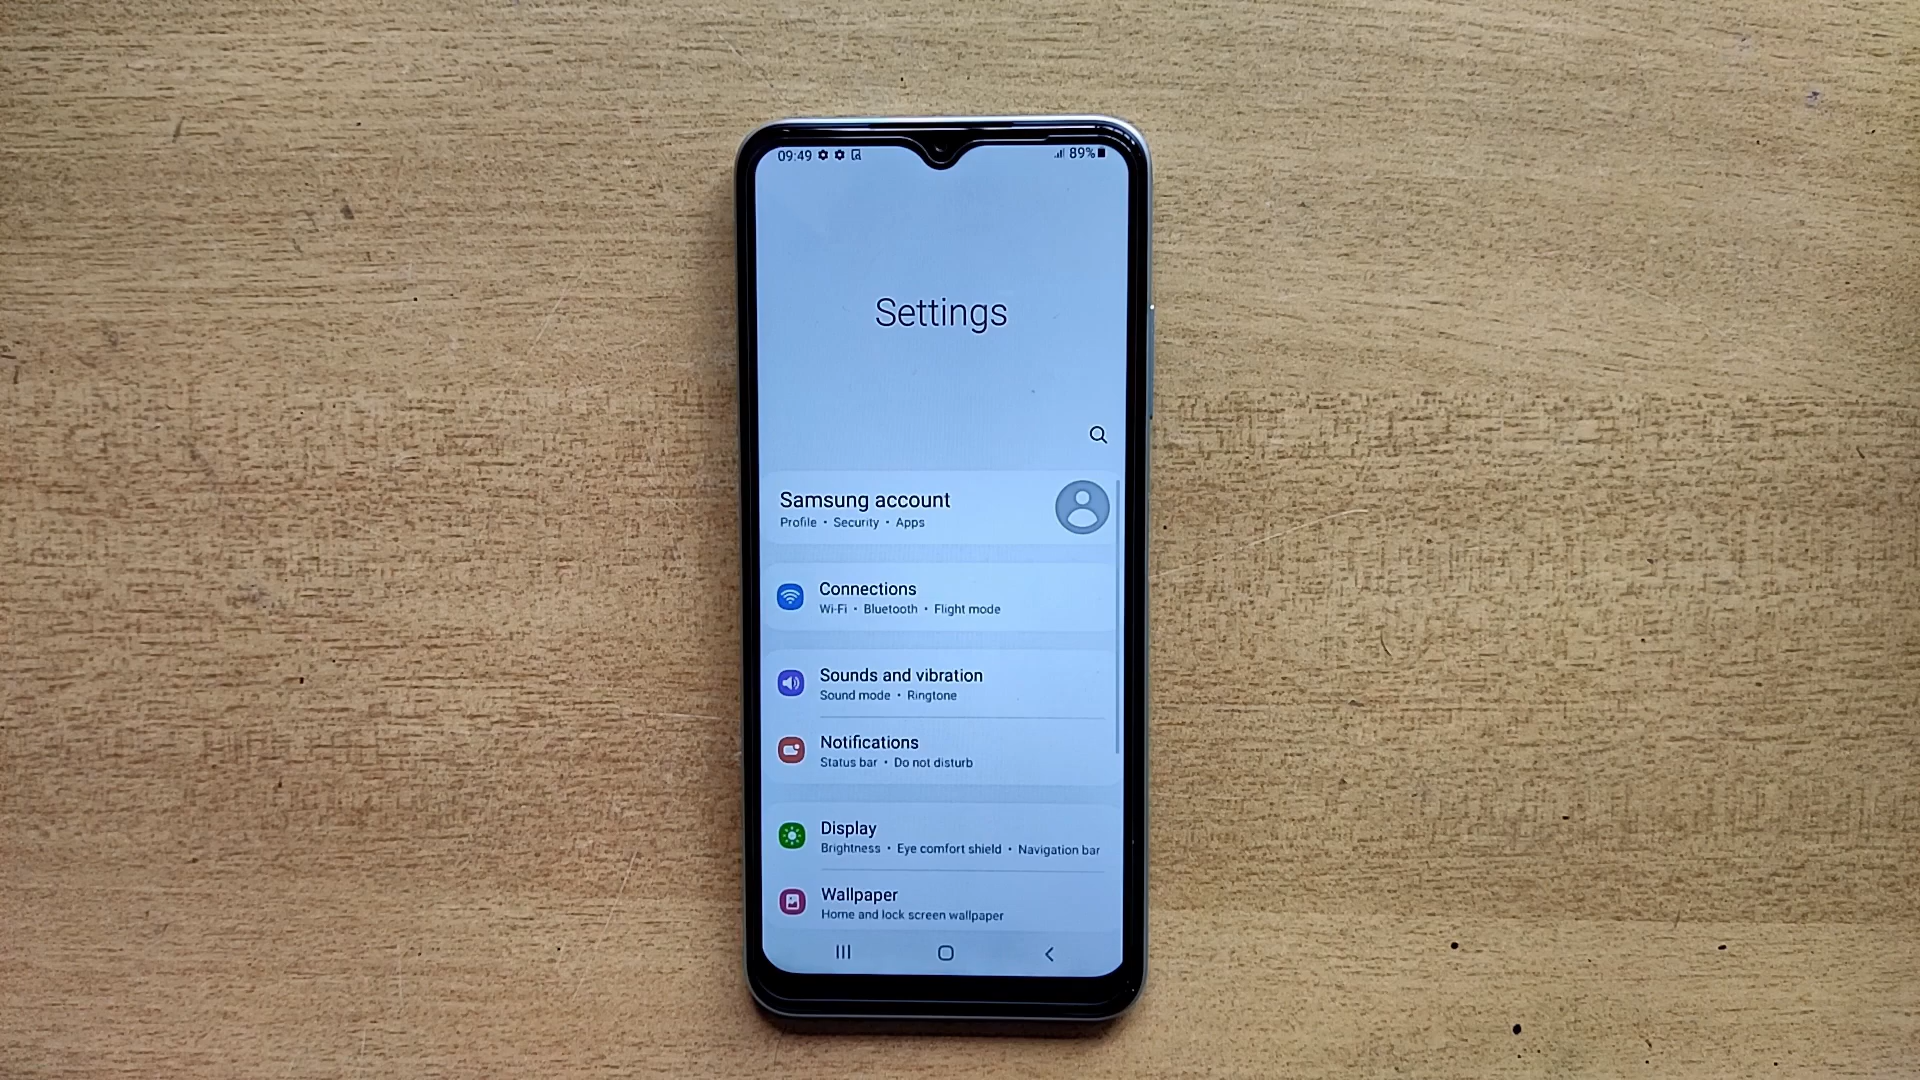 09:49
89%
Settings
Samsung account
Profile • Security • Apps
Connections
Wi-Fi • Bluetooth • Flight mode
Sounds and vibration
Sound mode • Ringtone
Notifications
Status bar • Do not disturb
Display
Brightness • Eye comfort shield • Navigation bar
Wallpaper
Home and lock screen wallpaper